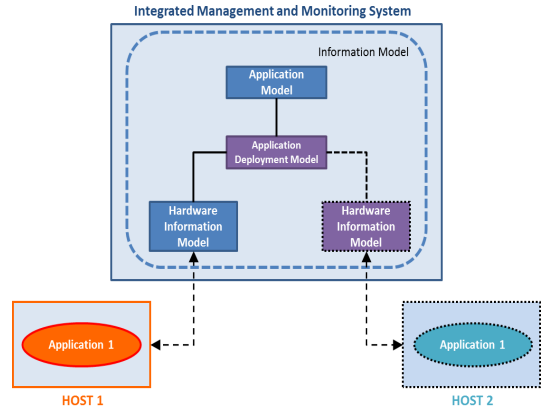 Integrated Management and Monitoring System
Information Model
Application
Model
Application
Deployment Model
Hardware
Information
Model
Hardware
Information
Model
Application 1
Application 1
HOST 1
HOST 2